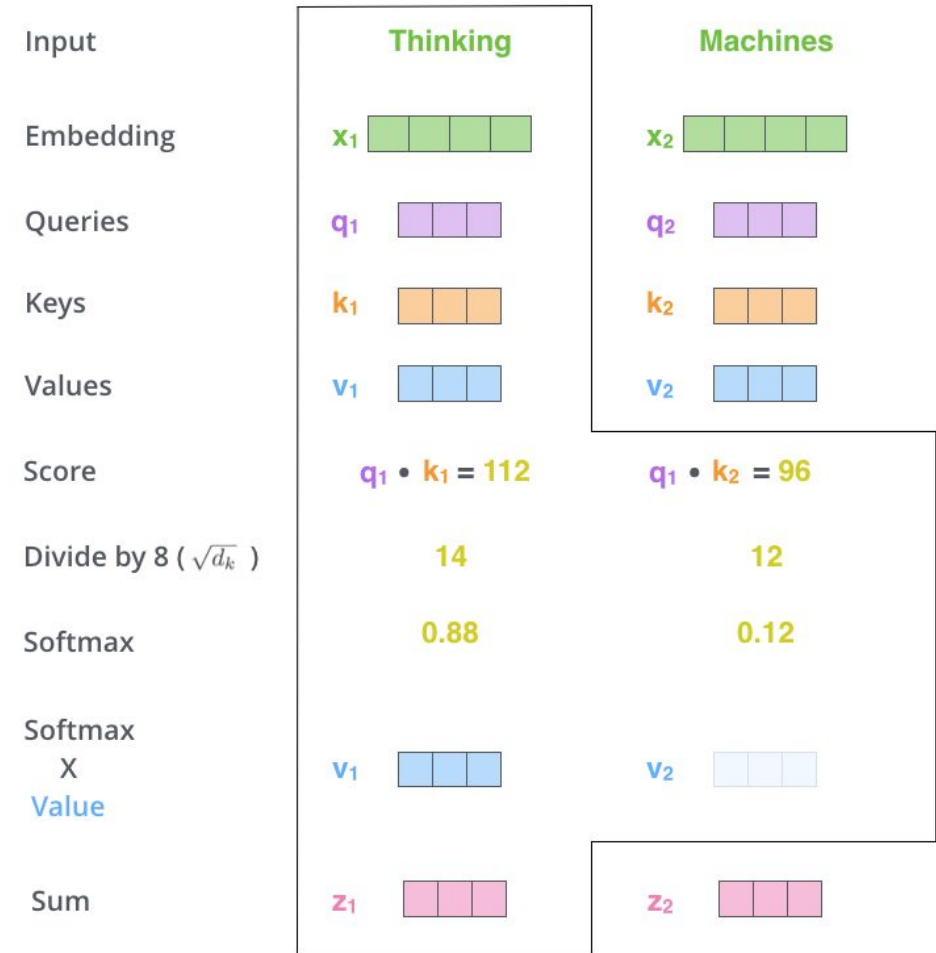 Input Thinking Machines
Embedding x₁ x₂
Queries q₁ q₂
Keys k₁ k₂
Values v₁ v₂
Score q₁ • k₁ = 112 q₁ • k₂ = 96
Divide by 8 ( √dₖ ) 14 12
Softmax 0.88 0.12
Softmax
X
Value v₁ v₂
Sum z₁ z₂